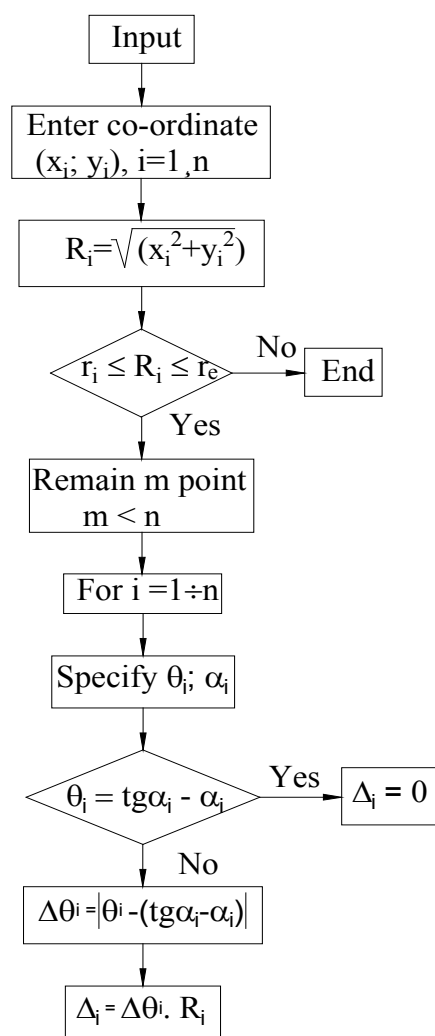 Input
Enter co-ordinate
(xᵢ; yᵢ), i=1¸n
Rᵢ=√(xᵢ²+yᵢ²)
rᵢ ≤ Rᵢ ≤ rₑ
No
End
Yes
Remain m point
m < n
For i =1÷n
Specify θᵢ; αᵢ
θᵢ = tgαᵢ - αᵢ
Yes
Δᵢ = 0
No
Δθⁱ=|θⁱ-(tgαᵢ-αᵢ)|
Δᵢ = Δθⁱ. Rᵢ